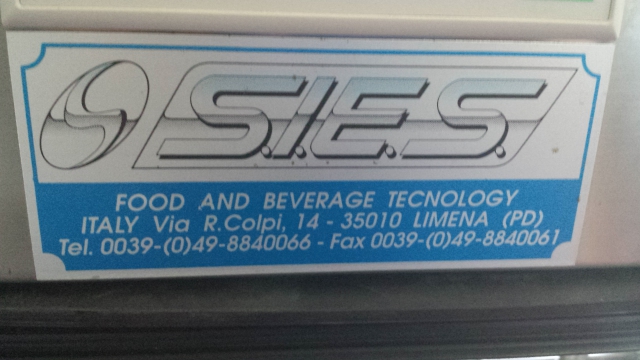 S.I.E.S.
FOOD AND BEVERAGE TECNOLOGY
ITALY Via R.Colpi, 14 - 35010 LIMENA (PD)
Tel. 0039-(0)49-8840066 - Fax 0039-(0)49-8840061